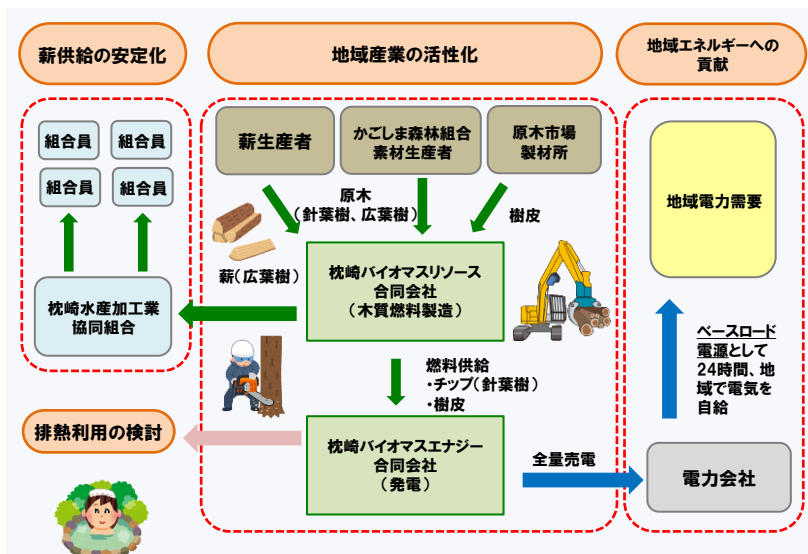 薪供給の安定化
地域産業の活性化
地域エネルギーへの
貢献
組合員
組合員
組合員
組合員
枕崎水産加工業
協同組合
薪生産者
かごしま森林組合
素材生産者
原木市場
製材所
原木
(針葉樹、広葉樹)
樹皮
薪(広葉樹)
枕崎バイオマスリソース
合同会社
(木質燃料製造)
燃料供給
・チップ(針葉樹)
・樹皮
枕崎バイオマスエナジー
合同会社
(発電)
排熱利用の検討
全量売電
地域電力需要
ベースロード
電源として
24時間、地
域で電気を
自給
電力会社